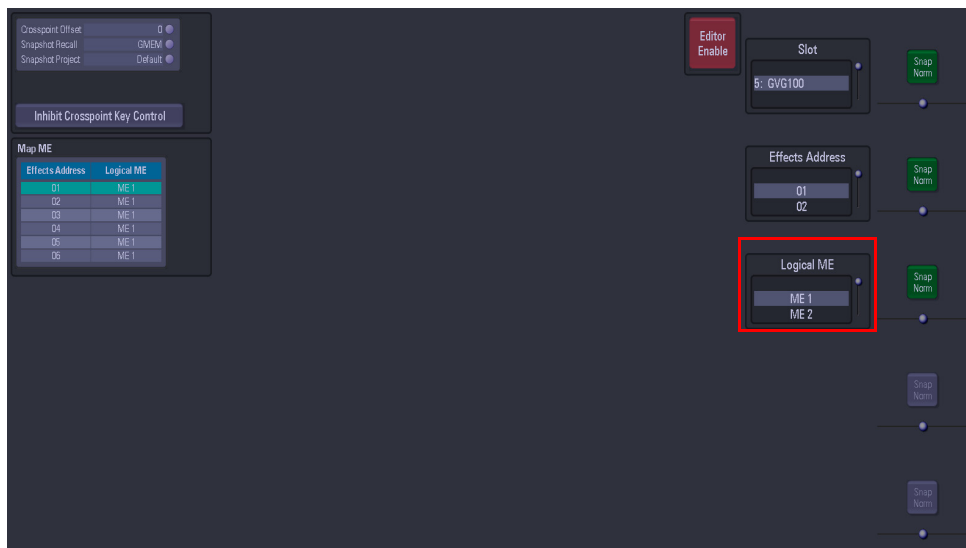 Crosspoint Offset 0
Snapshot Recall GMEM
Snapshot Project Default
Inhibit Crosspoint Key Control
Map ME
Effects Address Logical ME
01 ME 1
02 ME 1
03 ME 1
04 ME 1
05 ME 1
06 ME 1
Editor
Enable
Slot
5: GVG100
Snap
Norm
Effects Address
01
02
Snap
Norm
Logical ME
ME 1
ME 2
Snap
Norm
Snap
Norm
Snap
Norm